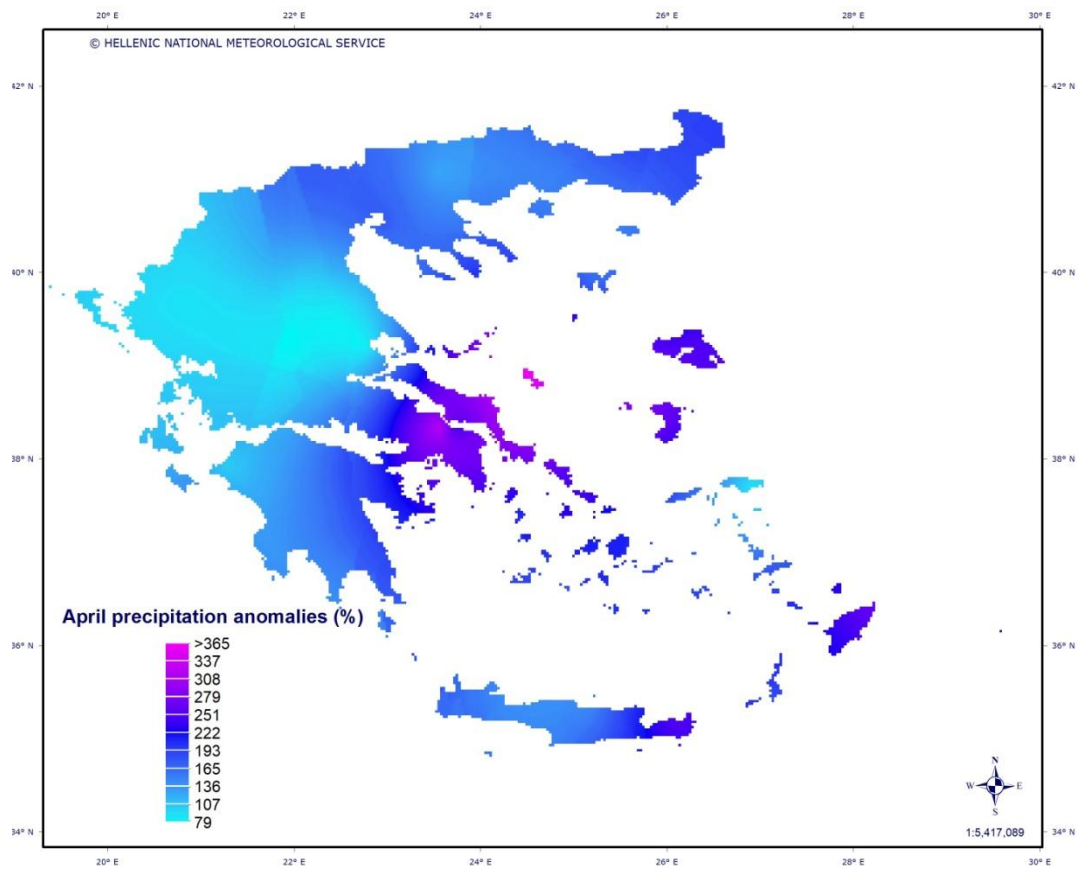 20° E 22° E 24° E 26° E 28° E 30° E
© HELLENIC NATIONAL METEOROLOGICAL SERVICE
42° N 42° N
40° N 40° N
38° N 38° N
36° N 36° N
April precipitation anomalies (%)
>365
337
308
279
251
222
193
165
136
107
79
N
W E
S
1:5,417,089
34° N 34° N
20° E 22° E 24° E 26° E 28° E 30° E